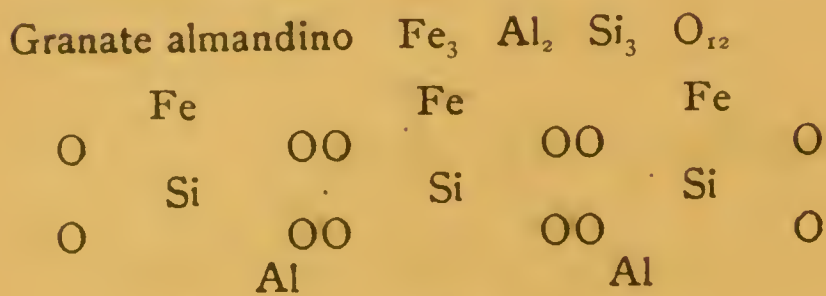 Granate almandino Fe₃ Al₂ Si₃ O₁₂
Fe Fe Fe
O OO OO O
Si Si Si
O OO OO O
Al Al